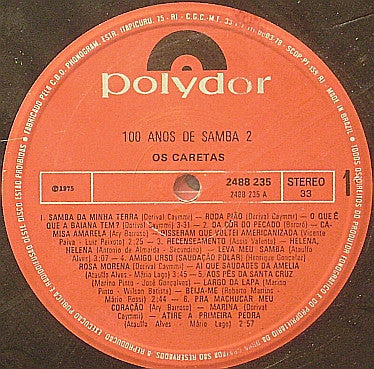 polydor
100 ANOS DE SAMBA 2
OS CARETAS
Ⓟ1975
2488 235
2488 235 A
STEREO
33
1
1. SAMBA DA MINHA TERRA (Dorival Caymmi) - RODA PIÃO (Dorival Caymmi) - O QUE É
QUE A BAIANA TEM? (Dorival Caymmi) 3:31 — 2. DA CÔR DO PECADO (Bororó) - CA-
MISA AMARELA (Ary Barroso) - DISSERAM QUE VOLTEI AMERICANIZADA (Vicente
Paiva - Luiz Peixoto) 2:25 — 3. RECENSEAMENTO (Assis Valente) - HELENA,
HELENA (Antonio de Almeida - Secundino) - LEVA MEU SAMBA (Ataulfo
Alves) 3:07 — 4. AMIGO URSO (SAUDAÇÃO POLAR) (Henrique Gonçalez)
ROSA MORENA (Dorival Caymmi) - AI QUE SAUDADES DA AMELIA
(Ataulfo Alves - Mário Lago) 3:45 — 5. AOS PÉS DA SANTA CRUZ
(Marino Pinto - José Gonçalves) - LARGO DA LAPA (Marino
Pinto - Wilson Batista) - BEIJA-ME (Roberto Martins -
Mário Rossi) 2:44 — 6. PRA MACHUCAR MEU
CORAÇÃO (Ary Barroso) - MARINA (Dorival
Caymmi) - ATIRE A PRIMEIRA PEDRA
(Ataulfo Alves - Mário Lago) 2:57